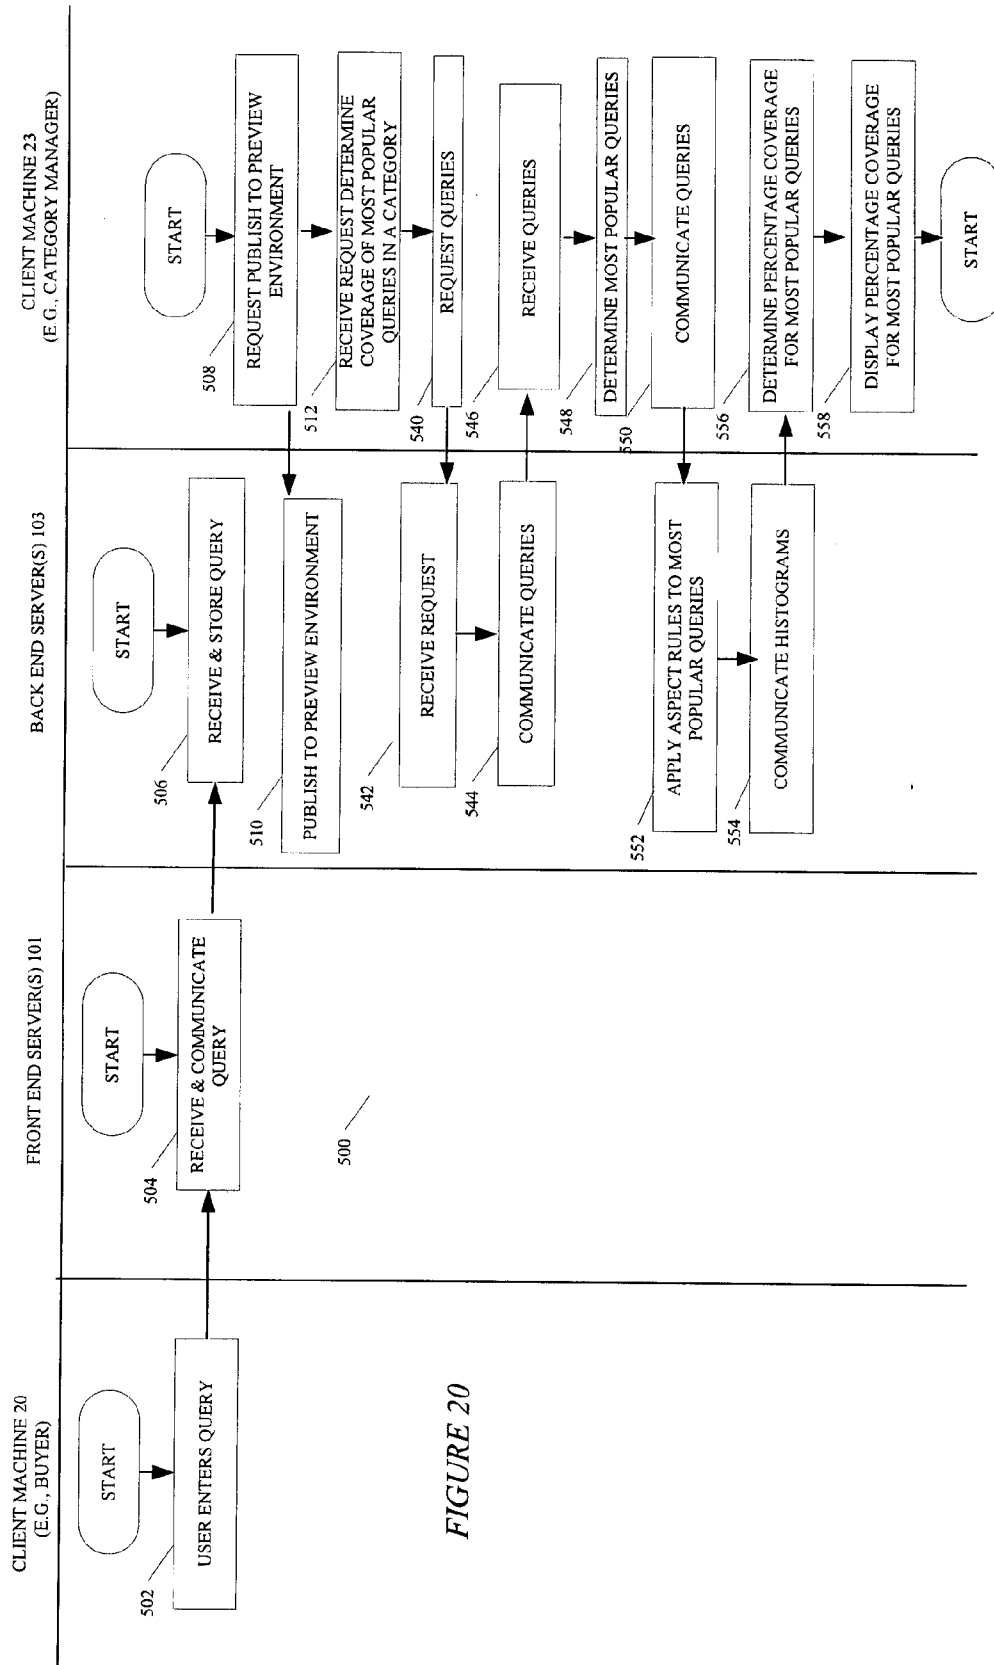 CLIENT MACHINE 20
(E.G., BUYER)
START
USER ENTERS QUERY
502
FRONT END SERVER(S) 101
START
RECEIVE & COMMUNICATE
QUERY
504
500
BACK END SERVER(S) 103
START
RECEIVE & STORE QUERY
506
PUBLISH TO PREVIEW ENVIRONMENT
510
RECEIVE REQUEST
542
COMMUNICATE QUERIES
544
APPLY ASPECT RULES TO MOST
POPULAR QUERIES
552
COMMUNICATE HISTOGRAMS
554
CLIENT MACHINE 23
(E.G., CATEGORY MANAGER)
START
REQUEST PUBLISH TO PREVIEW
ENVIRONMENT
508
RECEIVE REQUEST DETERMINE
COVERAGE OF MOST POPULAR
QUERIES IN A CATEGORY
512
REQUEST QUERIES
540
RECEIVE QUERIES
546
DETERMINE MOST POPULAR QUERIES
548
COMMUNICATE QUERIES
550
DETERMINE PERCENTAGE COVERAGE
FOR MOST POPULAR QUERIES
556
DISPLAY PERCENTAGE COVERAGE
FOR MOST POPULAR QUERIES
558
START
FIGURE 20